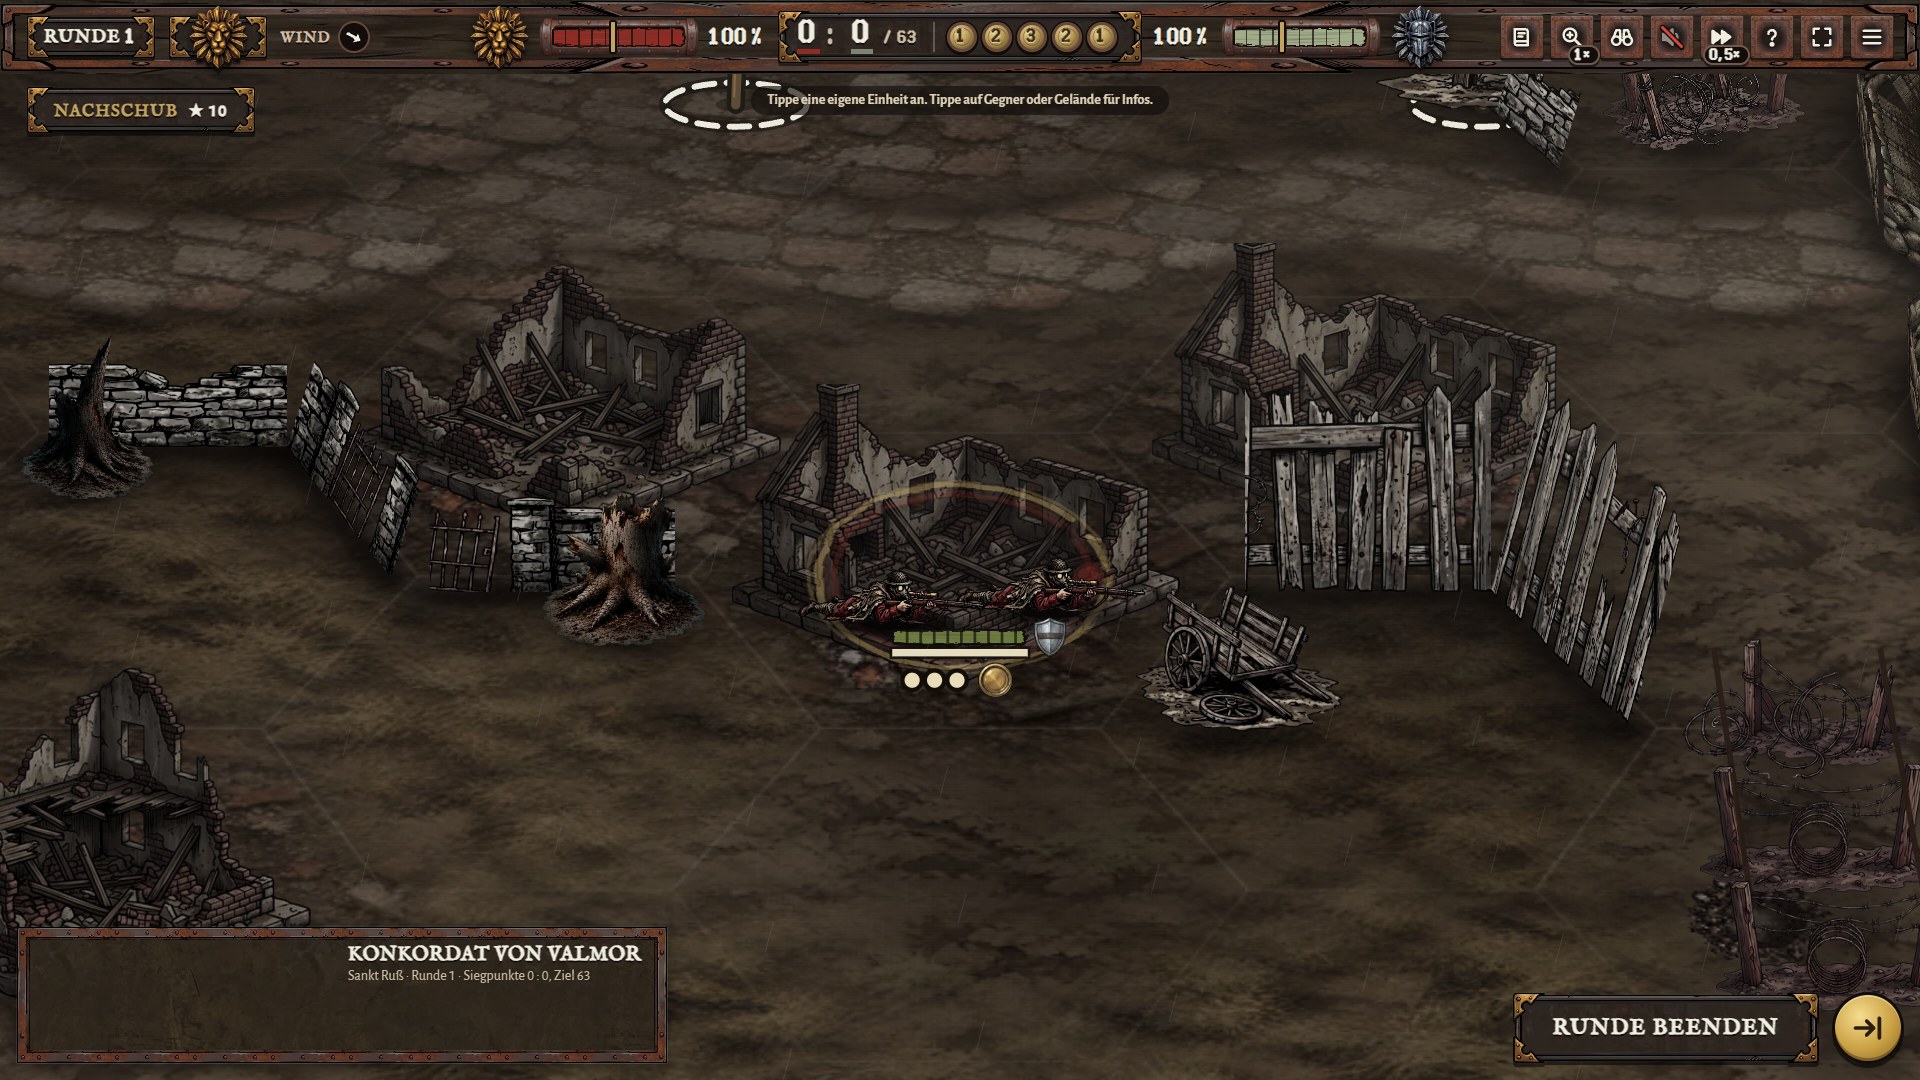 RUNDE 1
WIND
100 %
0 : 0 / 63
1 2 3 2 1
100 %
1×
0,5×
?
NACHSCHUB ★ 10
Tippe eine eigene Einheit an. Tippe auf Gegner oder Gelände für Infos.
KONKORDAT VON VALMOR
Sankt Ruß · Runde 1 · Siegpunkte 0 : 0, Ziel 63
RUNDE BEENDEN